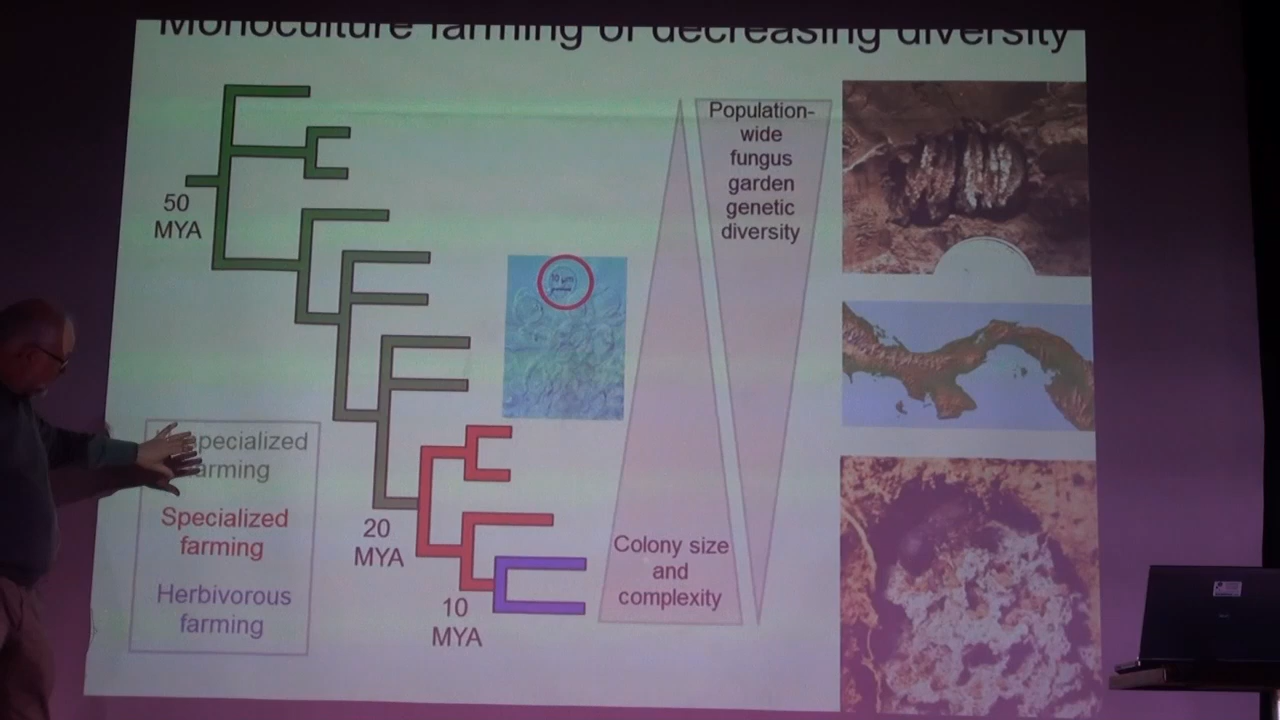 Monoculture farming of decreasing diversity
50
MYA
Population-
wide
fungus
garden
genetic
diversity
10 µm
specialized
farming
Specialized
farming
Herbivorous
farming
20
MYA
10
MYA
Colony size
and
complexity